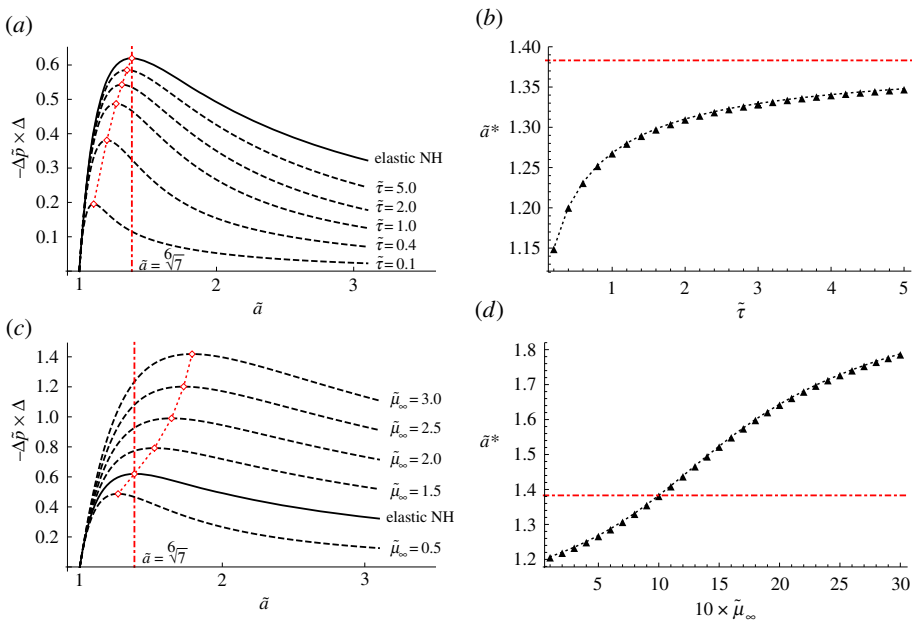 (a)
−Δp̃ × Δ
0.6
0.5
0.4
0.3
0.2
0.1
elastic NH
τ̃ = 5.0
τ̃ = 2.0
τ̃ = 1.0
τ̃ = 0.4
τ̃ = 0.1
ã = ⁶√7
1 2 3
ã
(b)
ã*
1.40
1.35
1.30
1.25
1.20
1.15
1 2 3 4 5
τ̃
(c)
−Δp̃ × Δ
1.4
1.2
1.0
0.8
0.6
0.4
0.2
μ̃∞ = 3.0
μ̃∞ = 2.5
μ̃∞ = 2.0
μ̃∞ = 1.5
elastic NH
μ̃∞ = 0.5
ã = ⁶√7
1 2 3
ã
(d)
ã*
1.8
1.7
1.6
1.5
1.4
1.3
1.2
5 10 15 20 25 30
10 × μ̃∞